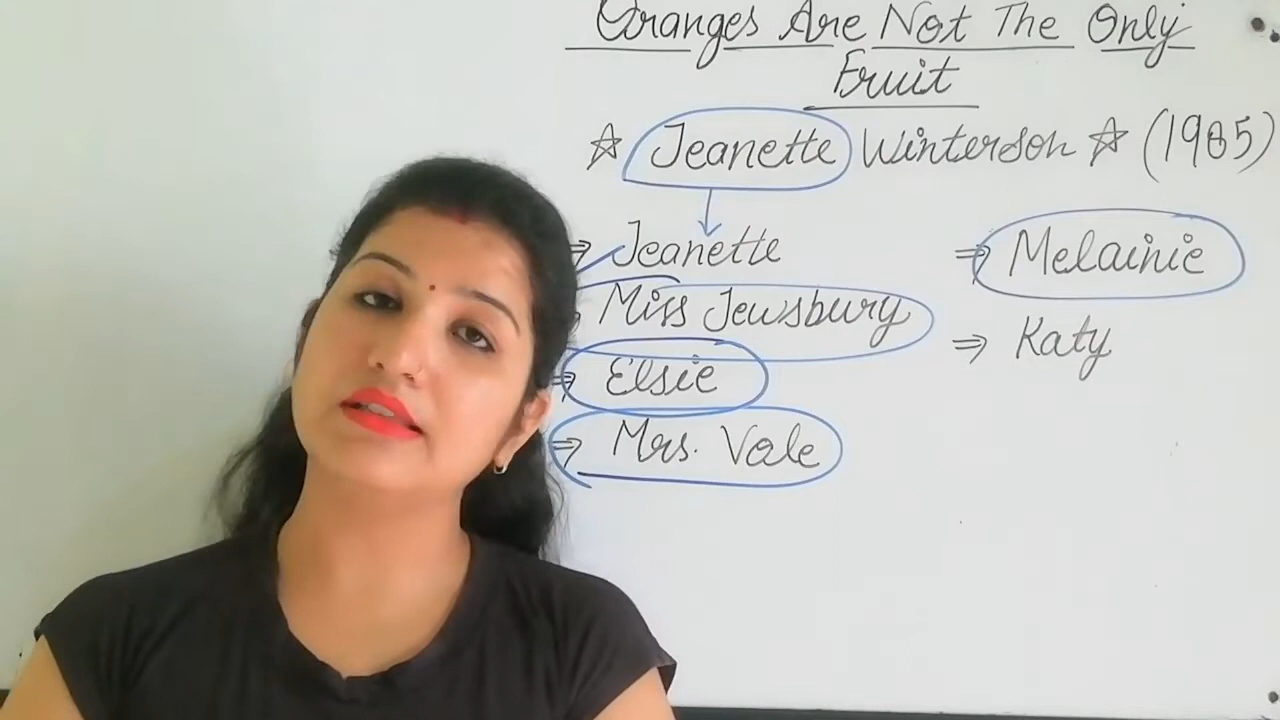 Oranges Are Not The Only
Fruit
☆ Jeanette Winterson ☆ (1985)
⇒ Jeanette
Miss Jewsbury
⇒ Elsie
⇒ Mrs. Vale
⇒ Melainie
⇒ Katy